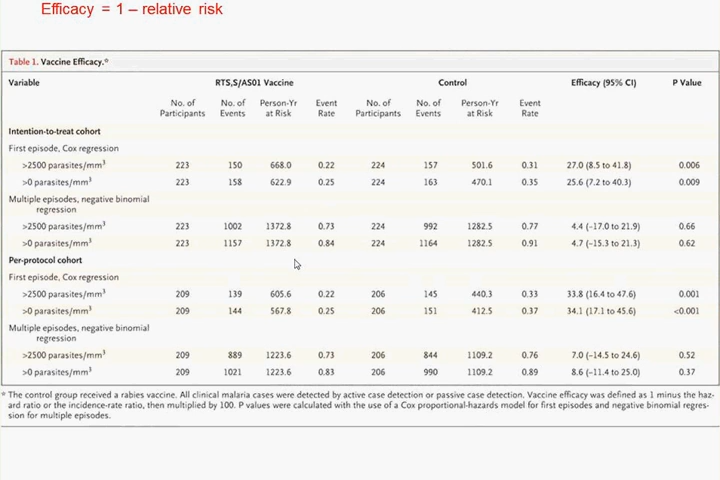 Efficacy = 1 – relative risk
Table 1. Vaccine Efficacy.*
Variable RTS,S/AS01 Vaccine Control Efficacy (95% CI) P Value
No. of Participants No. of Events Person-Yr at Risk Event Rate No. of Participants No. of Events Person-Yr at Risk Event Rate
Intention-to-treat cohort
First episode, Cox regression
>2500 parasites/mm³ 223 150 668.0 0.22 224 157 501.6 0.31 27.0 (8.5 to 41.8) 0.006
>0 parasites/mm³ 223 158 622.9 0.25 224 163 470.1 0.35 25.6 (7.2 to 40.3) 0.009
Multiple episodes, negative binomial
regression
>2500 parasites/mm³ 223 1002 1372.8 0.73 224 992 1282.5 0.77 4.4 (−17.0 to 21.9) 0.66
>0 parasites/mm³ 223 1157 1372.8 0.84 224 1164 1282.5 0.91 4.7 (−15.3 to 21.3) 0.62
Per-protocol cohort
First episode, Cox regression
>2500 parasites/mm³ 209 139 605.6 0.22 206 145 440.3 0.33 33.8 (16.4 to 47.6) 0.001
>0 parasites/mm³ 209 144 567.8 0.25 206 151 412.5 0.37 34.1 (17.1 to 45.6) <0.001
Multiple episodes, negative binomial
regression
>2500 parasites/mm³ 209 889 1223.6 0.73 206 844 1109.2 0.76 7.0 (−14.5 to 24.6) 0.52
>0 parasites/mm³ 209 1021 1223.6 0.83 206 990 1109.2 0.89 8.6 (−11.4 to 25.0) 0.37
* The control group received a rabies vaccine. All clinical malaria cases were detected by active case detection or passive case detection. Vaccine efficacy was defined as 1 minus the haz-
ard ratio or the incidence-rate ratio, then multiplied by 100. P values were calculated with the use of a Cox proportional-hazards model for first episodes and negative binomial regres-
sion for multiple episodes.